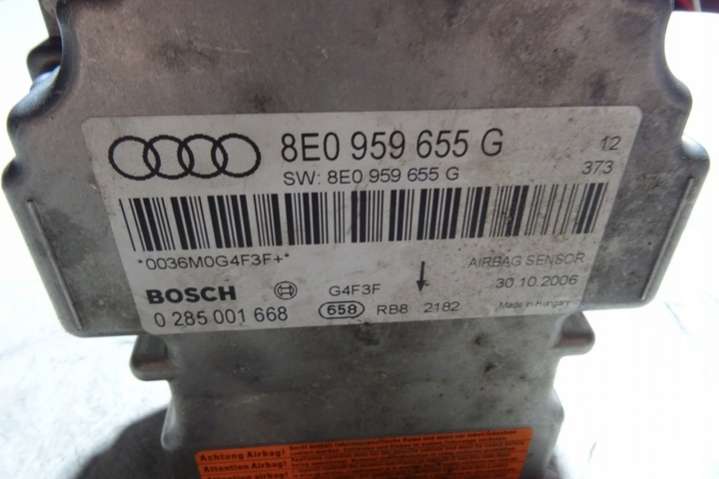 8E0 959 655 G 12
SW: 8E0 959 655 G 373
*0036M0G4F3F+*
AIRBAG SENSOR
BOSCH G4F3F 30.10.2006
0 285 001 668 658 RB8 2182 Made in Hungary
Achtung Airbag!
Attention Airbag!